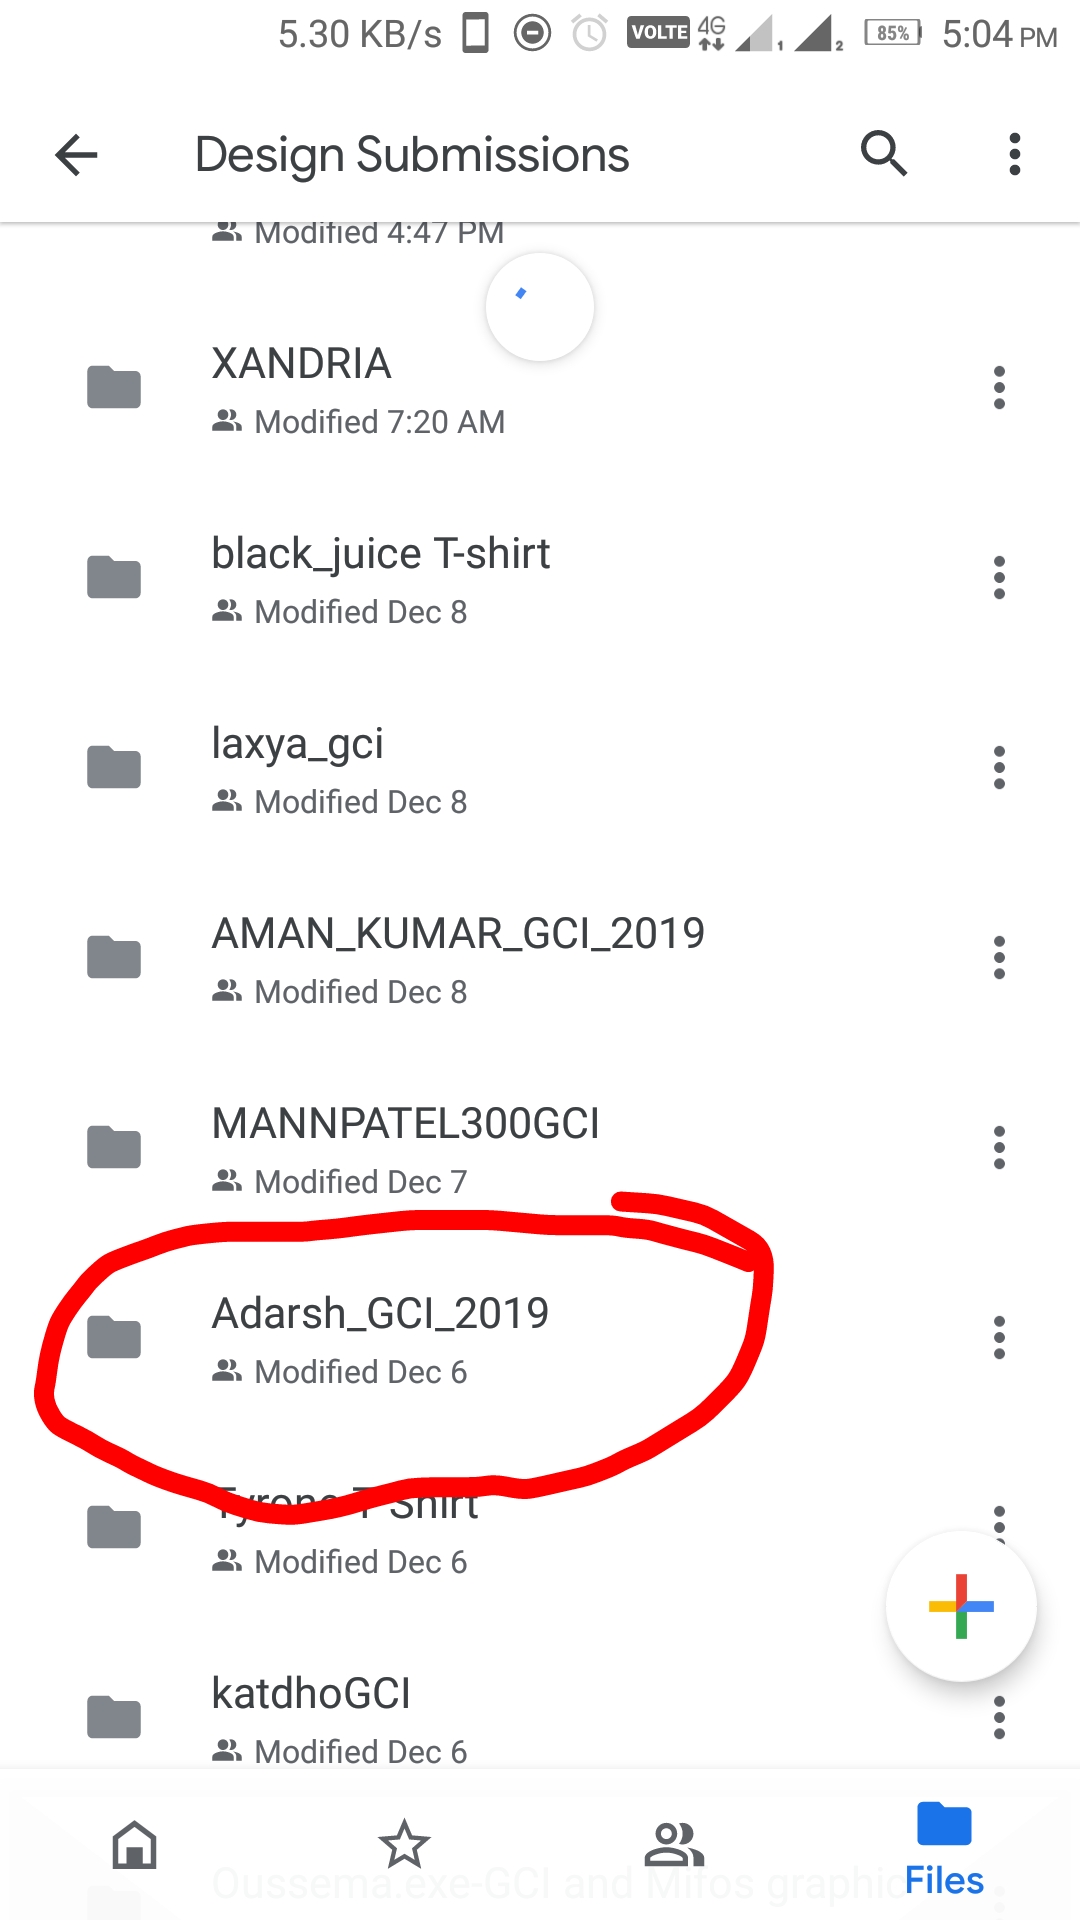 5.30 KB/s VOLTE 4G 1 2 85% 5:04 PM
Design Submissions
Modified 4:47 PM
XANDRIA
Modified 7:20 AM
black_juice T-shirt
Modified Dec 8
laxya_gci
Modified Dec 8
AMAN_KUMAR_GCI_2019
Modified Dec 8
MANNPATEL300GCI
Modified Dec 7
Adarsh_GCI_2019
Modified Dec 6
Tyrone T Shirt
Modified Dec 6
katdhoGCI
Modified Dec 6
Oussema.exe-GCI and Mifos graphic
Files